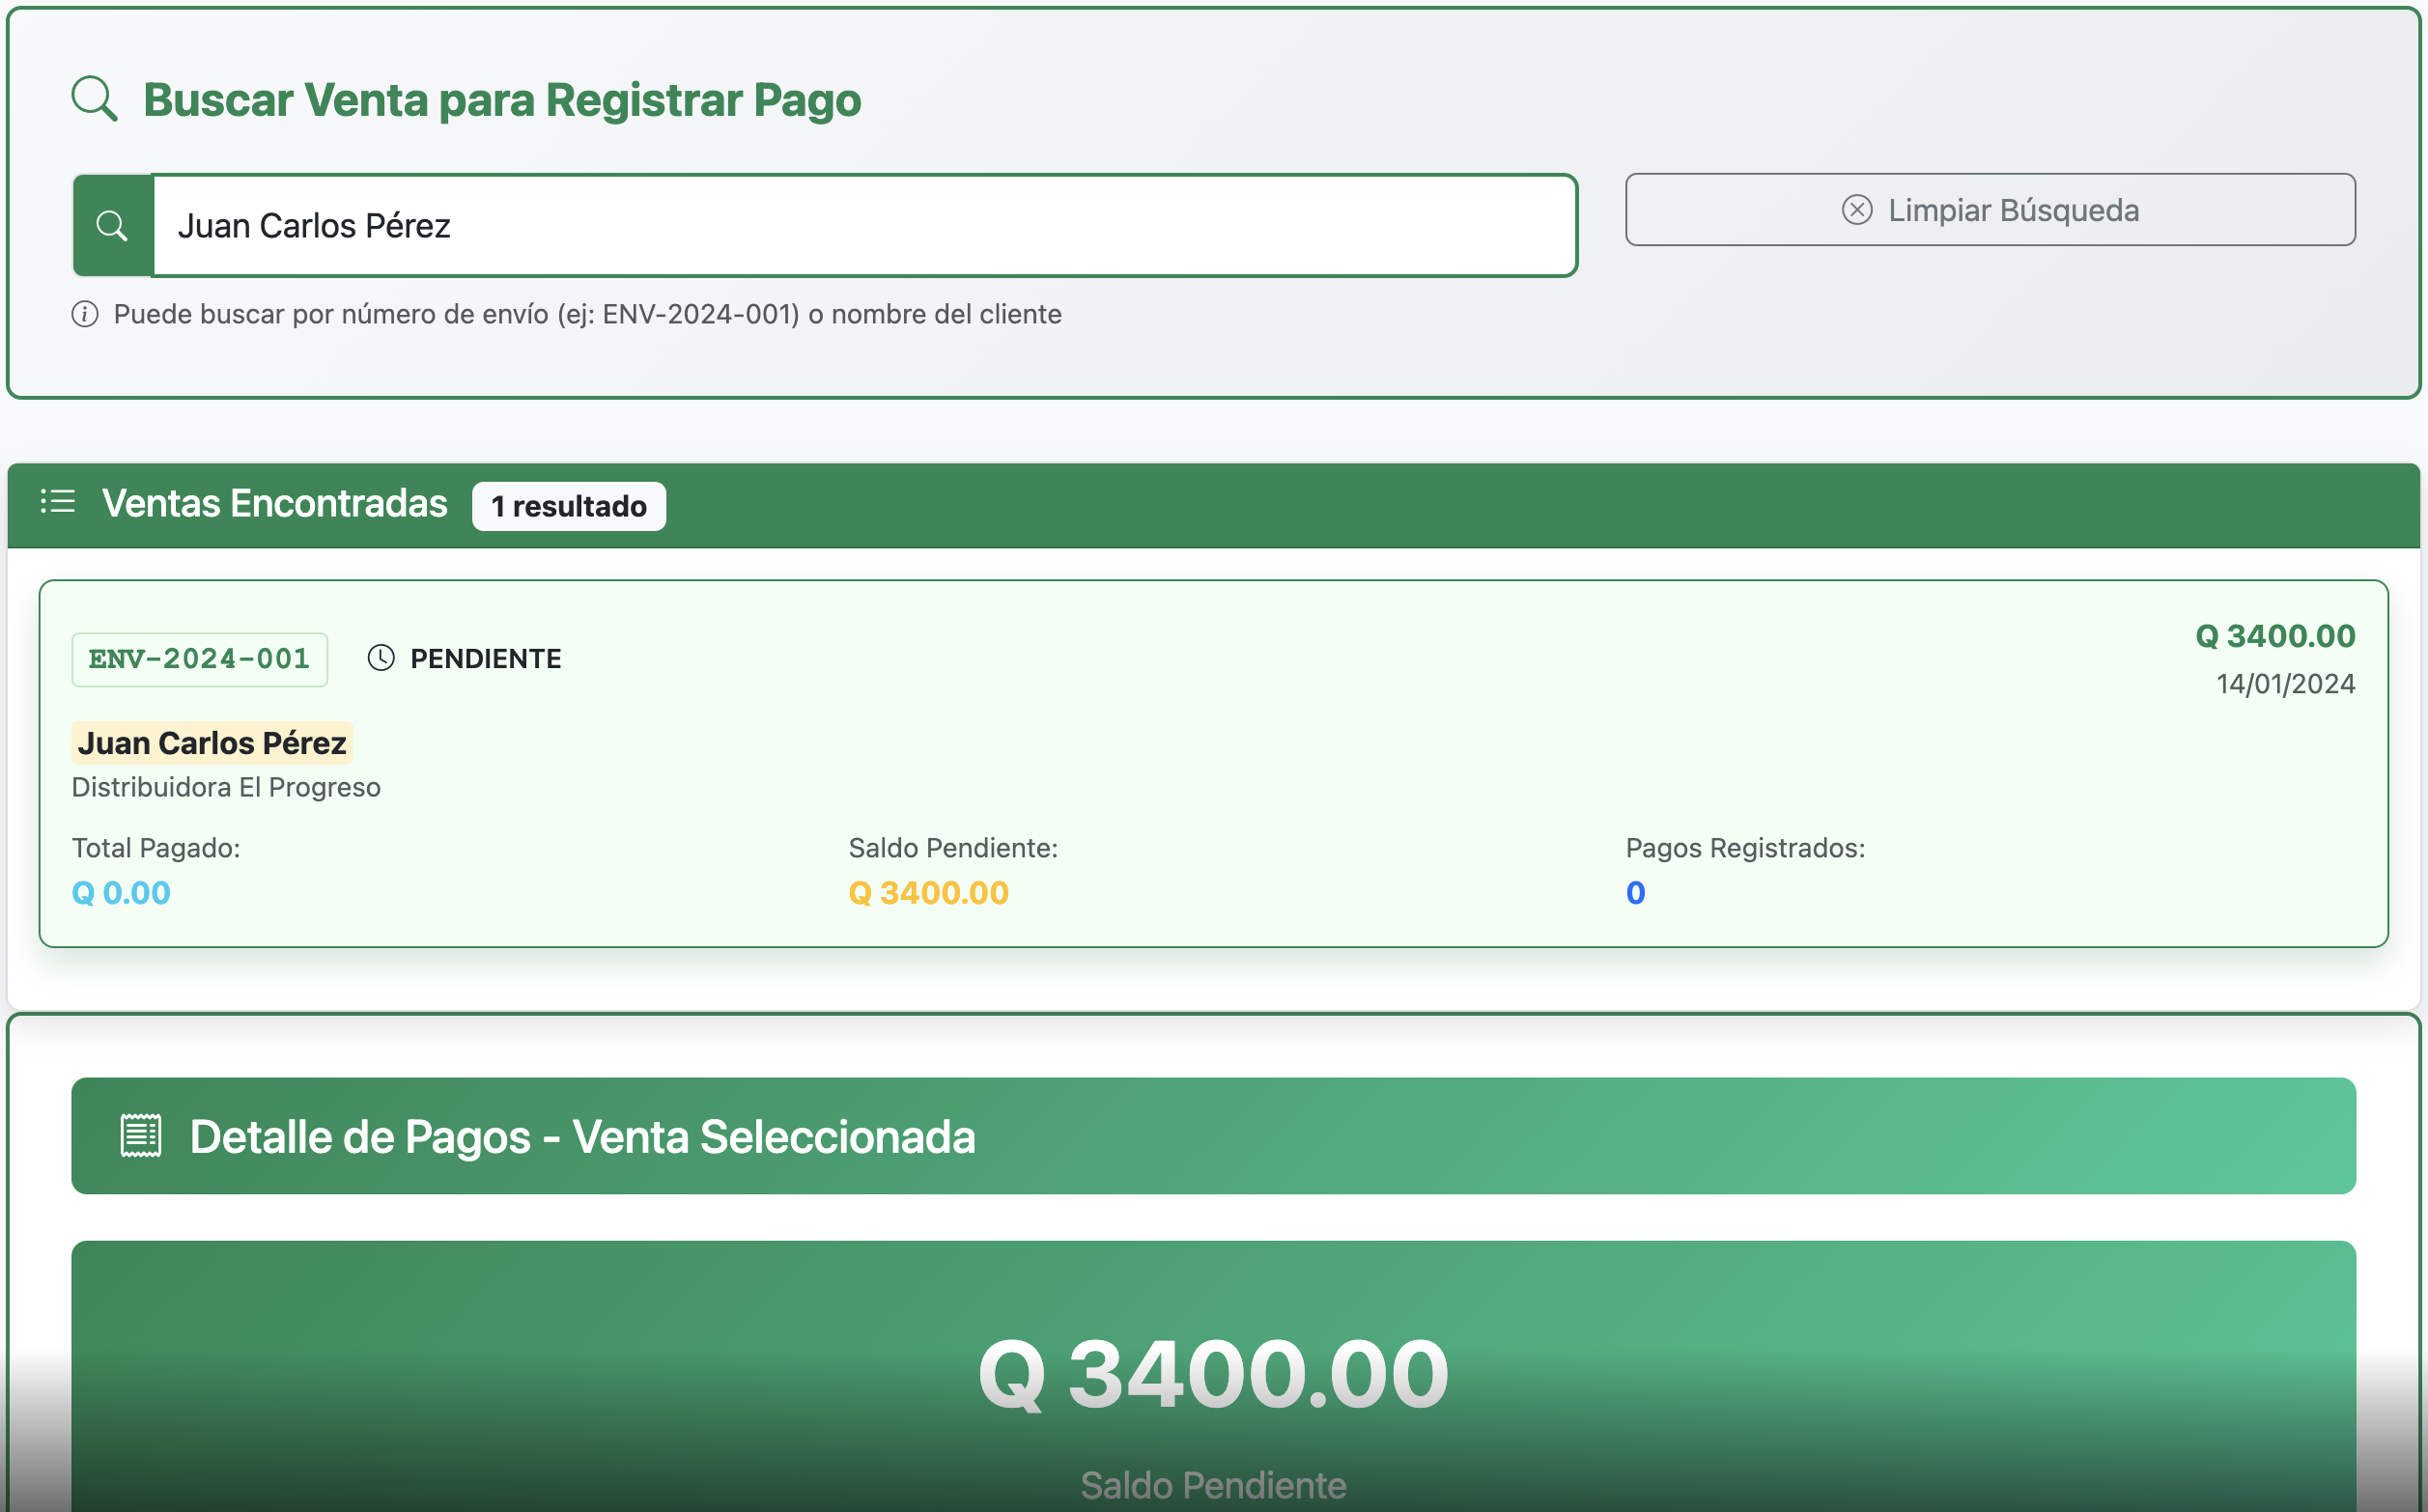 Buscar Venta para Registrar Pago
Juan Carlos Pérez
Limpiar Búsqueda
Puede buscar por número de envío (ej: ENV-2024-001) o nombre del cliente
Ventas Encontradas 1 resultado
ENV-2024-001 PENDIENTE
Q 3400.00
14/01/2024
Juan Carlos Pérez
Distribuidora El Progreso
Total Pagado:
Q 0.00
Saldo Pendiente:
Q 3400.00
Pagos Registrados:
0
Detalle de Pagos - Venta Seleccionada
Q 3400.00
Saldo Pendiente